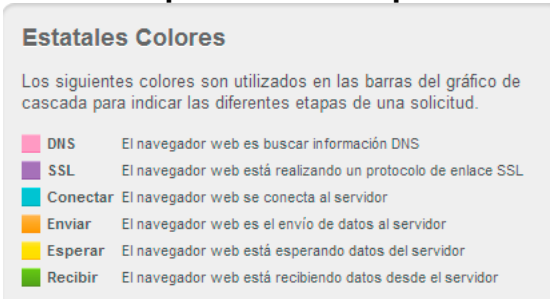 Estatales Colores
Los siguientes colores son utilizados en las barras del gráfico de
cascada para indicar las diferentes etapas de una solicitud.
DNS El navegador web es buscar información DNS
SSL El navegador web está realizando un protocolo de enlace SSL
Conectar El navegador web se conecta al servidor
Enviar El navegador web es el envío de datos al servidor
Esperar El navegador web está esperando datos del servidor
Recibir El navegador web está recibiendo datos desde el servidor